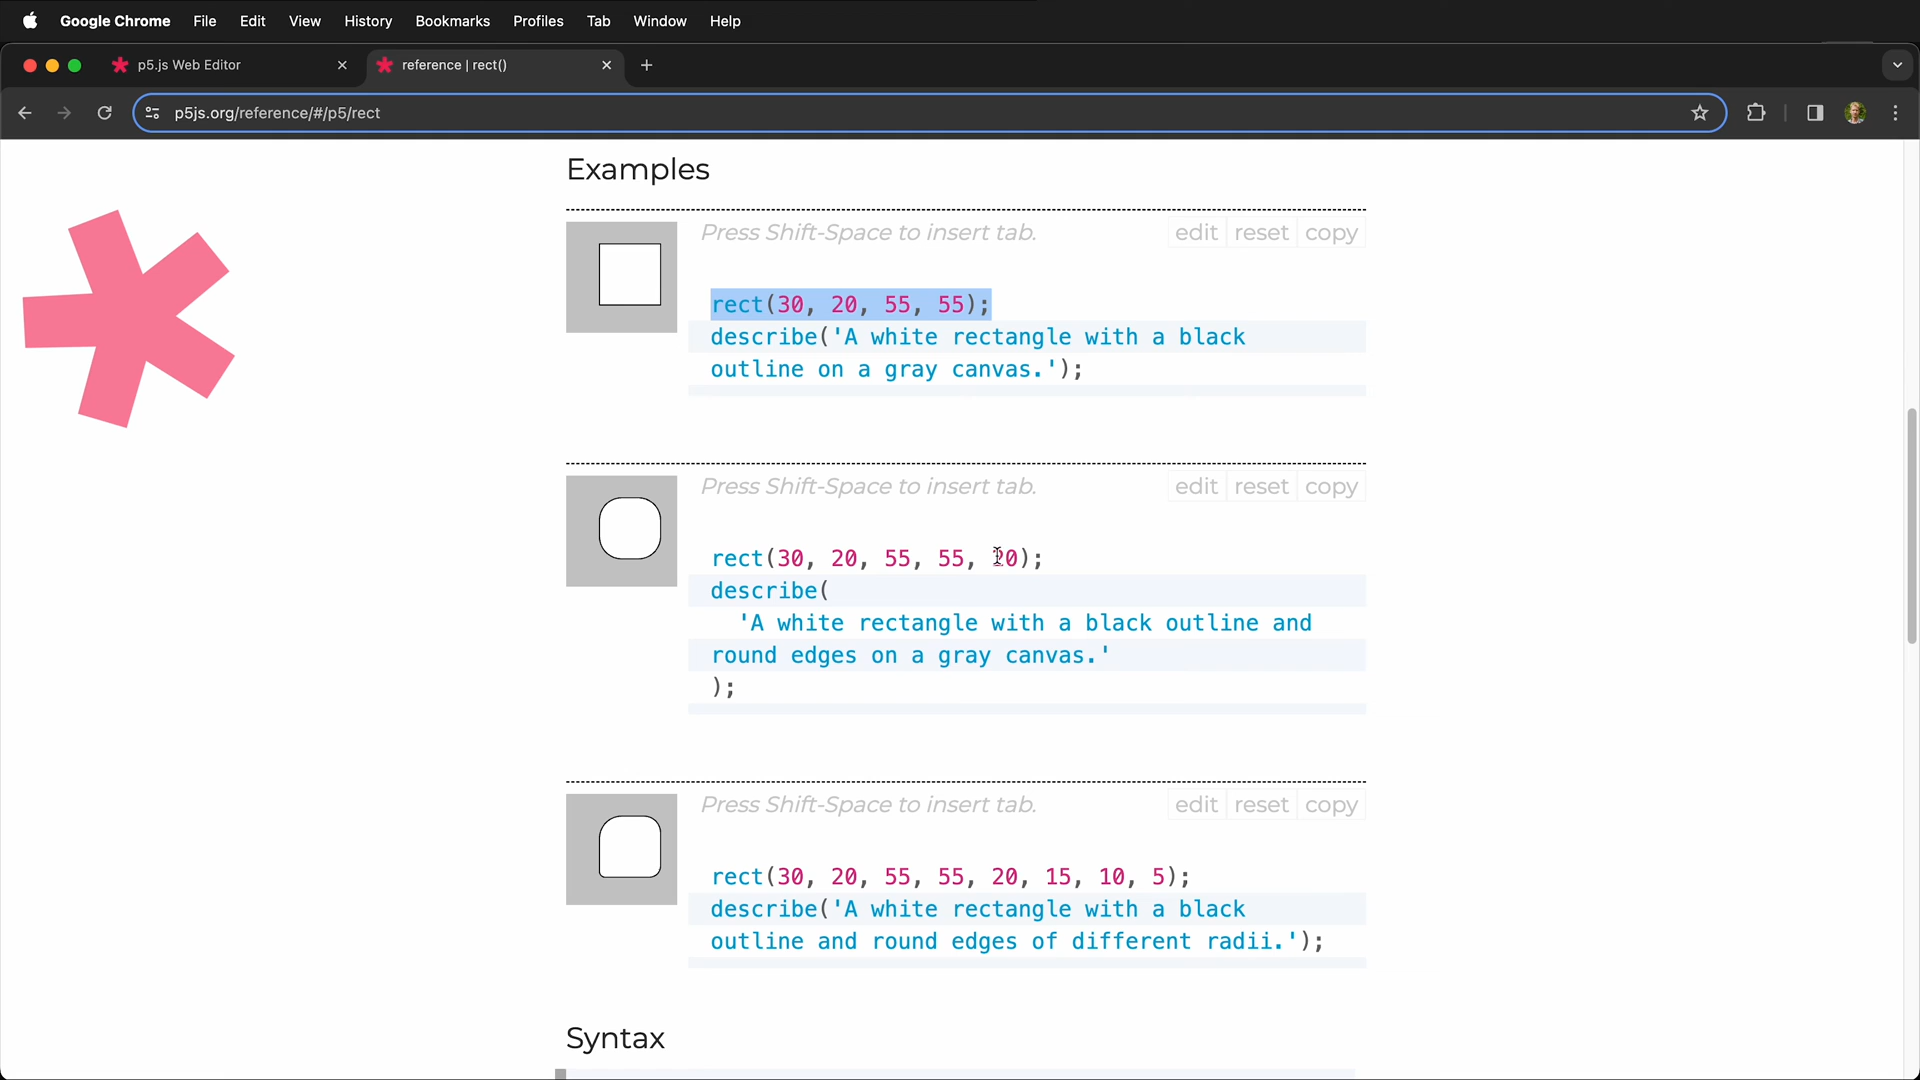 Google Chrome File Edit View History Bookmarks Profiles Tab Window Help
p5.js Web Editor
reference | rect()
p5js.org/reference/#/p5/rect
Examples
Press Shift-Space to insert tab.
edit reset copy
rect(30, 20, 55, 55);
describe('A white rectangle with a black
outline on a gray canvas.');
Press Shift-Space to insert tab.
edit reset copy
rect(30, 20, 55, 55, 20);
describe(
'A white rectangle with a black outline and
round edges on a gray canvas.'
);
Press Shift-Space to insert tab.
edit reset copy
rect(30, 20, 55, 55, 20, 15, 10, 5);
describe('A white rectangle with a black
outline and round edges of different radii.');
Syntax